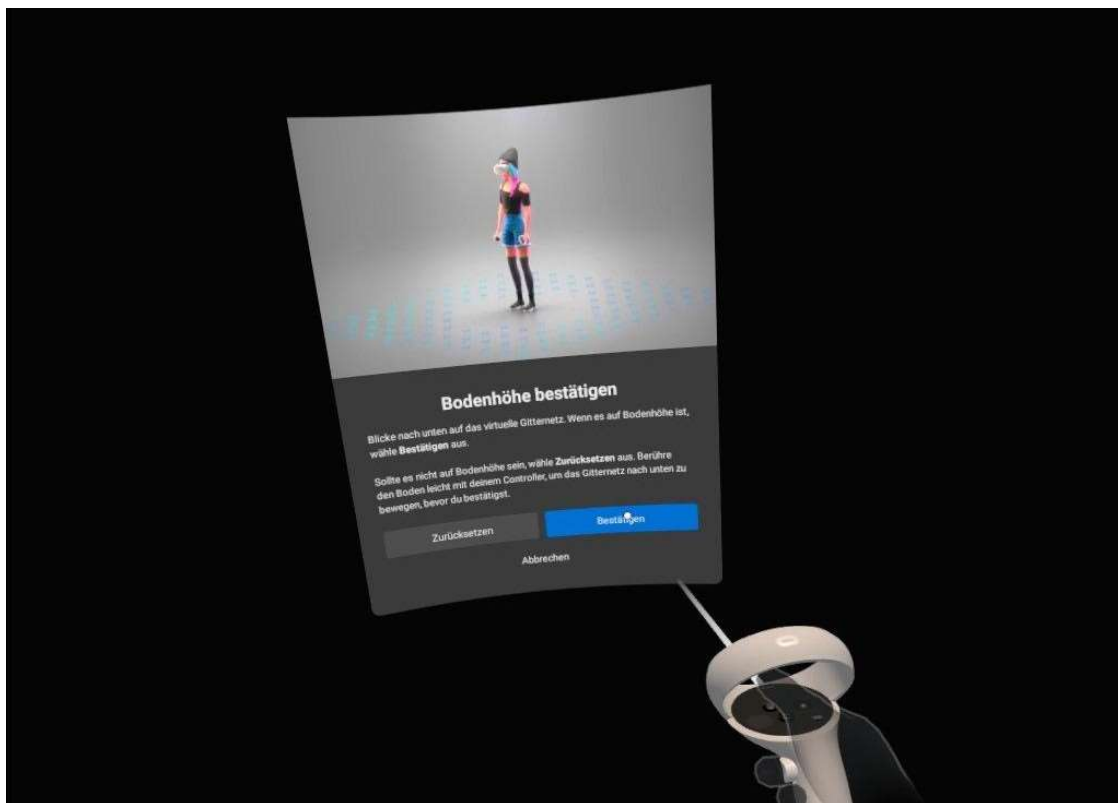 Bodenhöhe bestätigen
Blicke nach unten auf das virtuelle Gitternetz. Wenn es auf Bodenhöhe ist,
wähle Bestätigen aus.
Sollte es nicht auf Bodenhöhe sein, wähle Zurücksetzen aus. Berühre
den Boden leicht mit deinem Controller, um das Gitternetz nach unten zu
bewegen, bevor du bestätigst.
Zurücksetzen
Bestätigen
Abbrechen